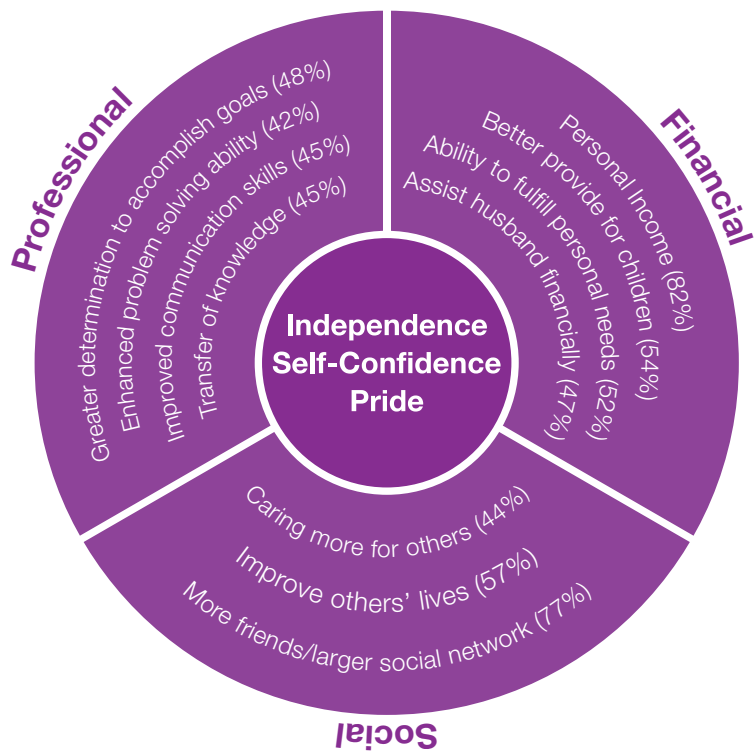 Professional
Greater determination to accomplish goals (48%)
Enhanced problem solving ability (42%)
Improved communication skills (45%)
Transfer of knowledge (45%)
Financial
Personal Income (82%)
Better provide for children (54%)
Ability to fulfill personal needs (52%)
Assist husband financially (47%)
Independence
Self-Confidence
Pride
Caring more for others (44%)
Improve others’ lives (57%)
More friends/larger social network (77%)
Social